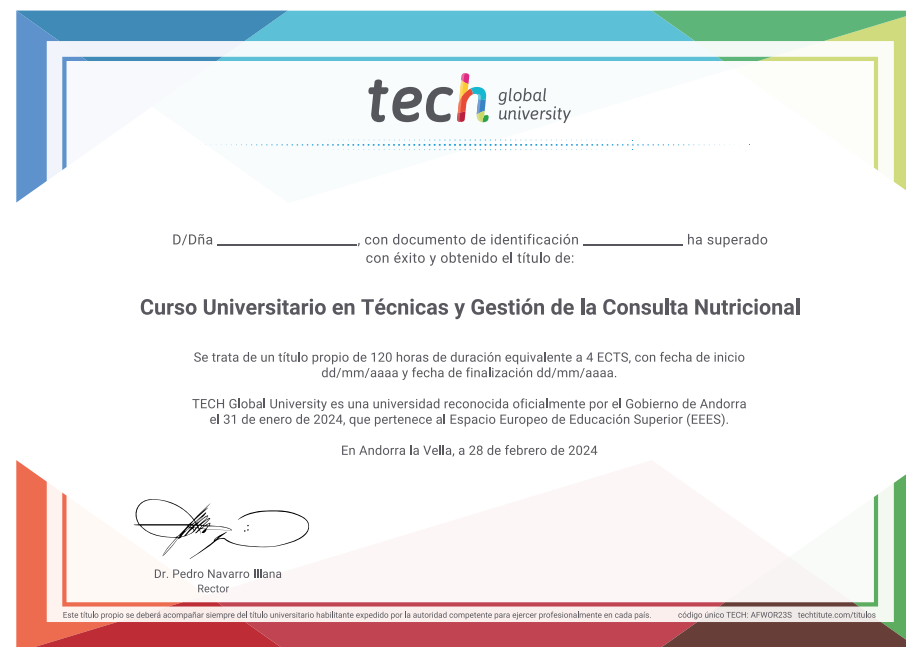 tech global university
D/Dña ____________, con documento de identificación ____________ ha superado
con éxito y obtenido el título de:
Curso Universitario en Técnicas y Gestión de la Consulta Nutricional
Se trata de un título propio de 120 horas de duración equivalente a 4 ECTS, con fecha de inicio
dd/mm/aaaa y fecha de finalización dd/mm/aaaa.
TECH Global University es una universidad reconocida oficialmente por el Gobierno de Andorra
el 31 de enero de 2024, que pertenece al Espacio Europeo de Educación Superior (EEES).
En Andorra la Vella, a 28 de febrero de 2024
Dr. Pedro Navarro Illana
Rector
Este título propio se deberá acompañar siempre del título universitario habilitante expedido por la autoridad competente para ejercer profesionalmente en cada país. código único TECH: AFWOR23S techtitute.com/titulos